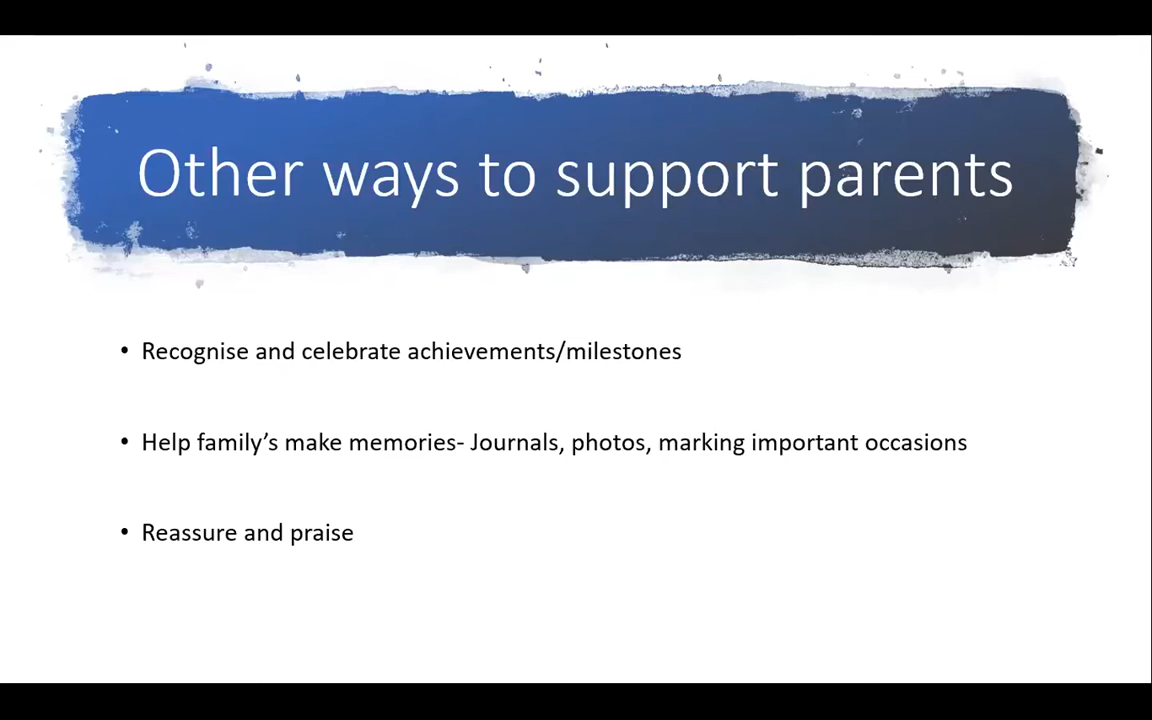 Other ways to support parents
• Recognise and celebrate achievements/milestones
• Help family’s make memories- Journals, photos, marking important occasions
• Reassure and praise